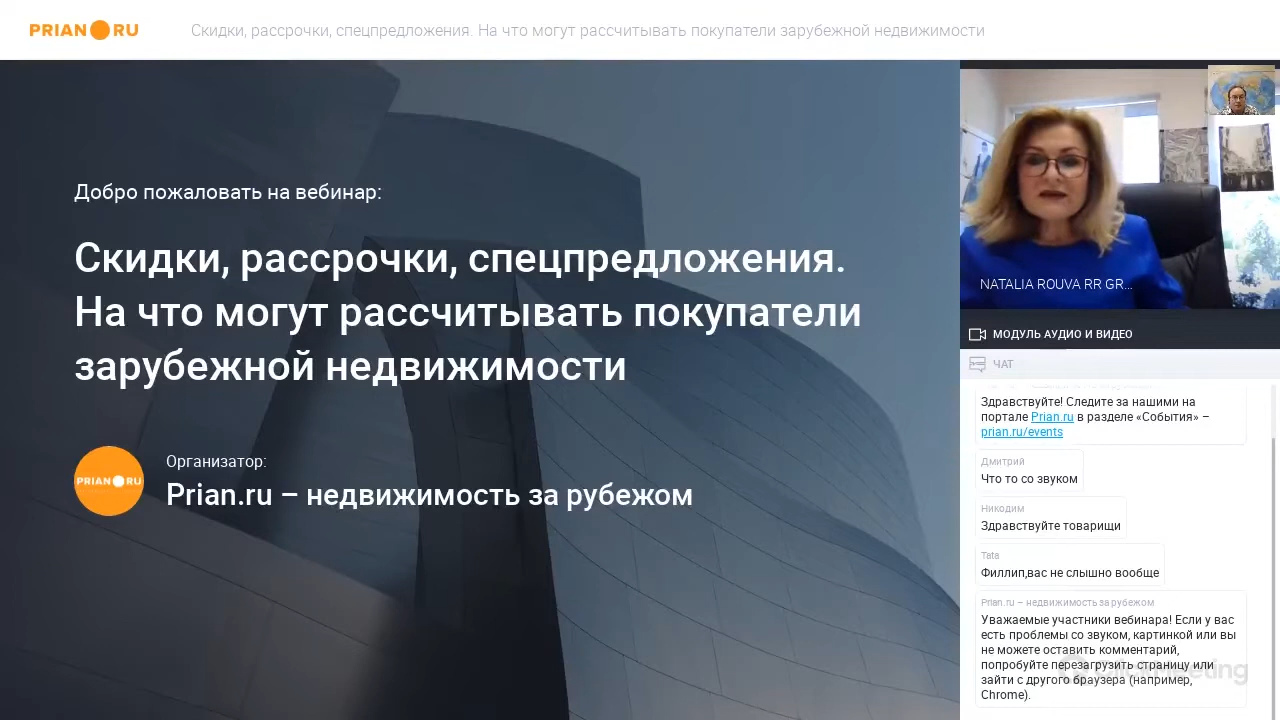 PRIAN RU
Скидки, рассрочки, спецпредложения. На что могут рассчитывать покупатели зарубежной недвижимости
Добро пожаловать на вебинар:
Скидки, рассрочки, спецпредложения.
На что могут рассчитывать покупатели
зарубежной недвижимости
PRIAN RU
Организатор:
Prian.ru – недвижимость за рубежом
NATALIA ROUVA RR GR...
МОДУЛЬ АУДИО И ВИДЕО
ЧАТ
Здравствуйте! Следите за нашими на
портале Prian.ru в разделе «События» –
prian.ru/events
Дмитрий
Что то со звуком
Никодим
Здравствуйте товарищи
Tata
Филлип,вас не слышно вообще
Prian.ru – недвижимость за рубежом
Уважаемые участники вебинара! Если у вас
есть проблемы со звуком, картинкой или вы
не можете оставить комментарий,
попробуйте перезагрузить страницу или
зайти с другого браузера (например,
Chrome).
ClickMeeting